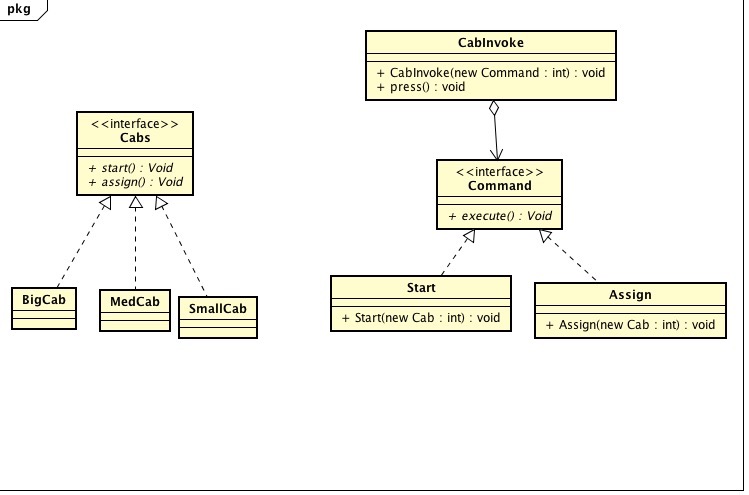 pkg
CabInvoke
+ CabInvoke(new Command : int) : void
+ press() : void
<<interface>>
Cabs
+ start() : Void
+ assign() : Void
<<interface>>
Command
+ execute() : Void
BigCab
MedCab
SmallCab
Start
+ Start(new Cab : int) : void
Assign
+ Assign(new Cab : int) : void